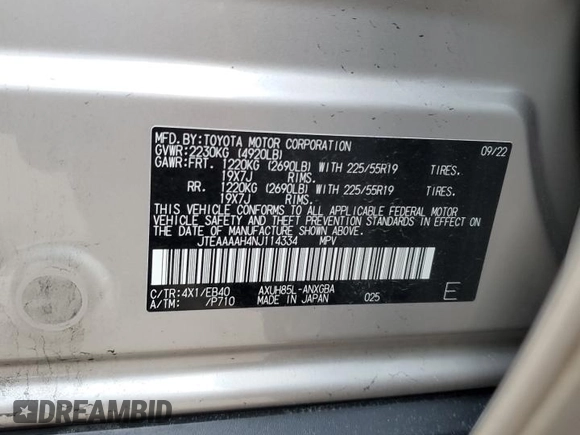 MFD.BY:TOYOTA MOTOR CORPORATION 09/22
GVWR:2230KG (4920LB)
GAWR:FRT. 1220KG (2690LB) WITH 225/55R19 TIRES.
19X7J RIMS.
RR. 1220KG (2690LB) WITH 225/55R19 TIRES.
19X7J RIMS.
THIS VEHICLE CONFORMS TO ALL APPLICABLE FEDERAL MOTOR
VEHICLE SAFETY AND THEFT PREVENTION STANDARDS IN EFFECT ON
THE DATE OF MANUFACTURE SHOWN ABOVE.
JTEAAAAH4NJ114334 MPV
C/TR:4X1/EB40 AXUH85L-ANXGBA
A/TM: /P710 MADE IN JAPAN 025 E
DREAMBID